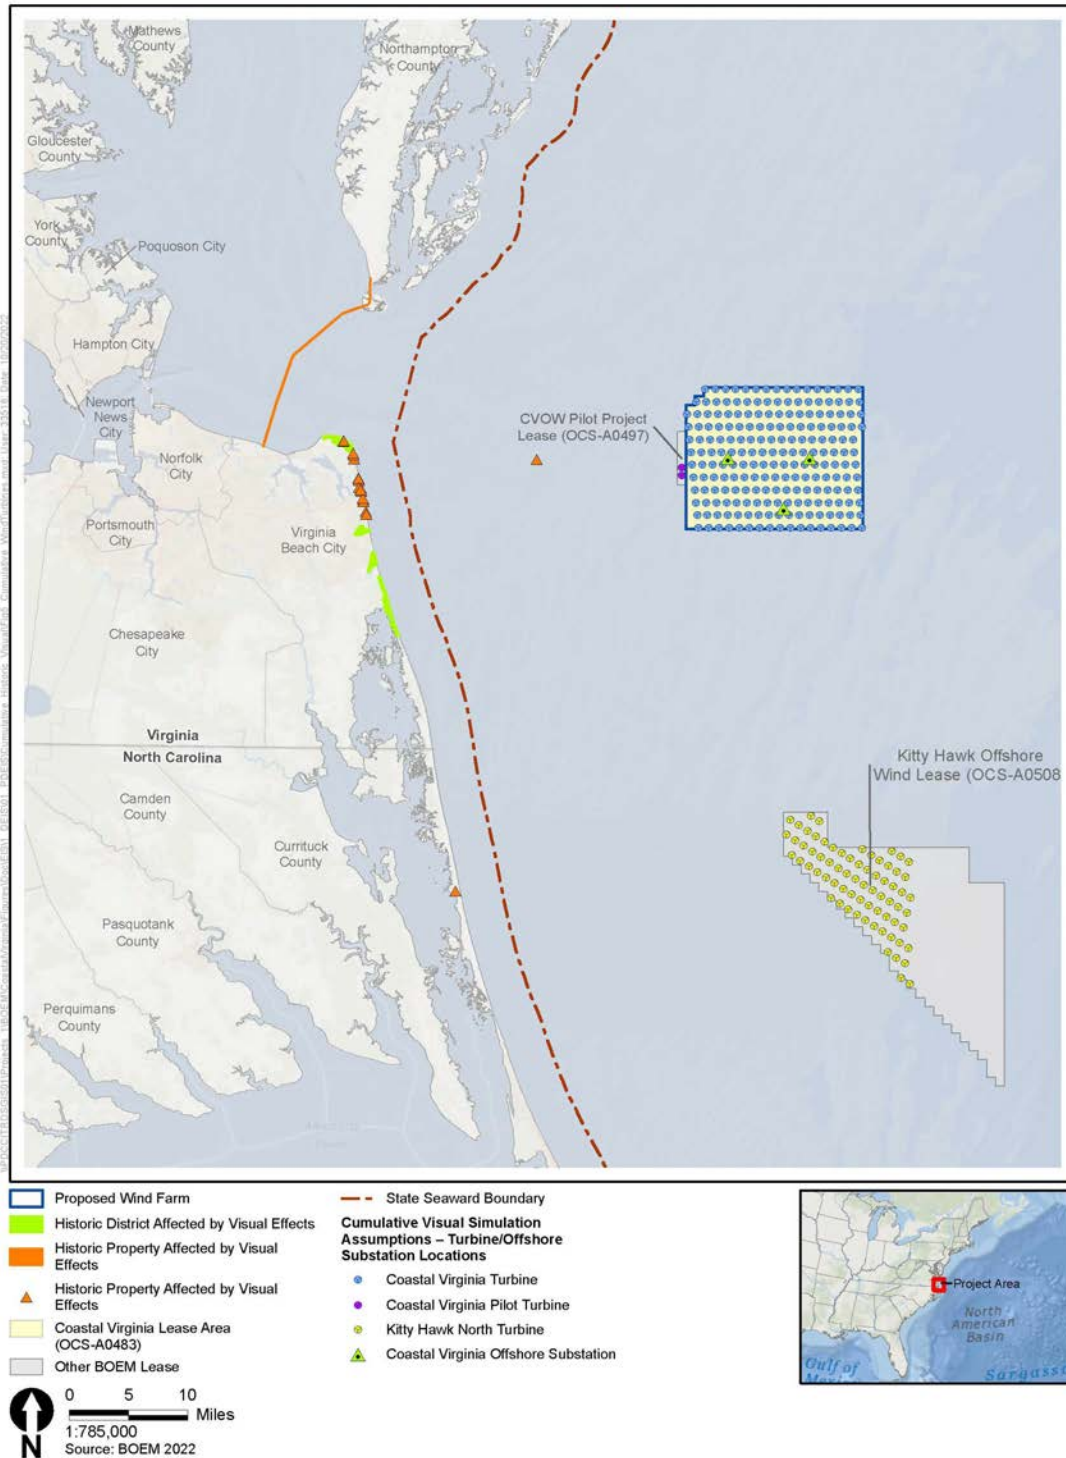 Mathews
County
Northampton
County
Gloucester
County
York
County
Poquoson City
Hampton City
Newport
News
City
Norfolk
City
Portsmouth
City
Virginia
Beach City
Chesapeake
City
CVOW Pilot Project
Lease (OCS-A0497)
Virginia
North Carolina
Kitty Hawk Offshore
Wind Lease (OCS-A0508
Camden
County
Currituck
County
Pasquotank
County
Perquimans
County
Proposed Wind Farm
Historic District Affected by Visual Effects
Historic Property Affected by Visual
Effects
Historic Property Affected by Visual
Effects
Coastal Virginia Lease Area
(OCS-A0483)
Other BOEM Lease
State Seaward Boundary
Cumulative Visual Simulation
Assumptions – Turbine/Offshore
Substation Locations
Coastal Virginia Turbine
Coastal Virginia Pilot Turbine
Kitty Hawk North Turbine
Coastal Virginia Offshore Substation
Project Area
North
American
Basin
Gulf of
Sargass
0 5 10
Miles
1:785,000
Source: BOEM 2022
N